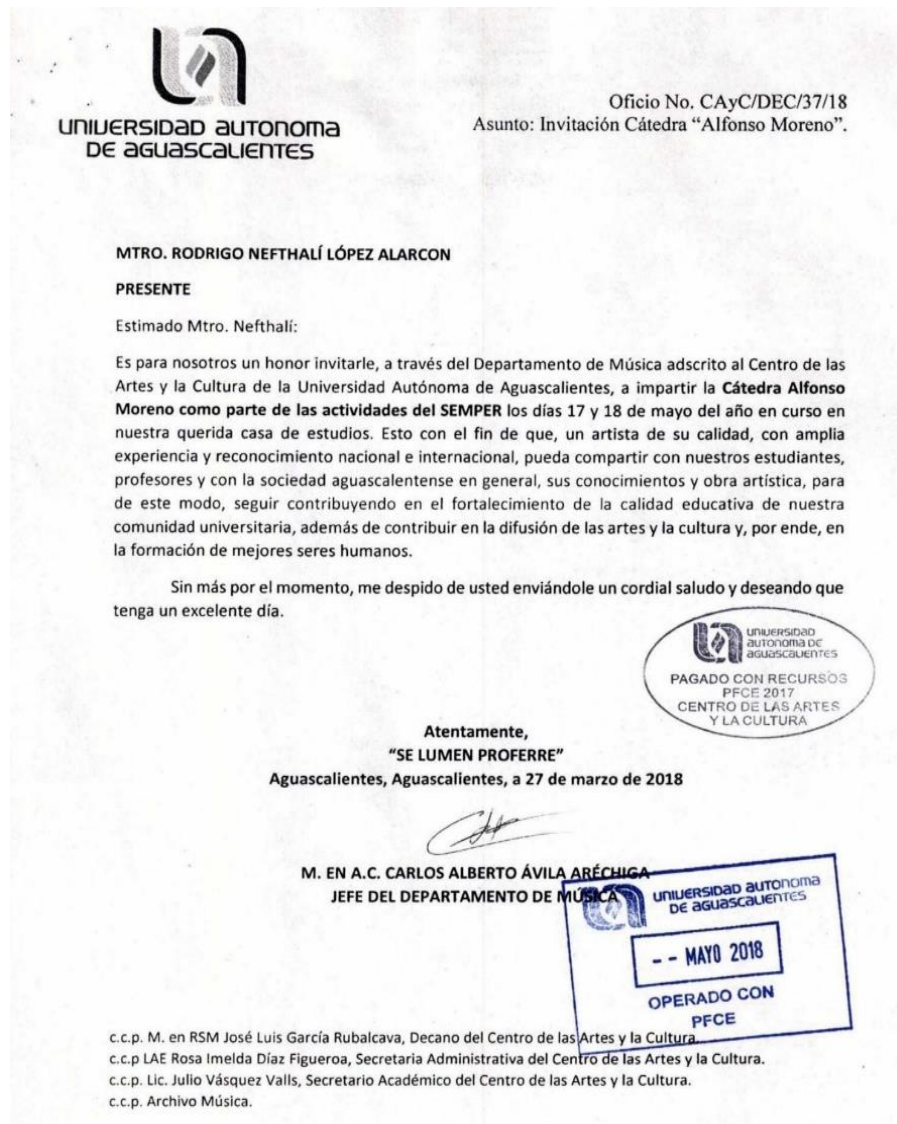 UNIVERSIDAD AUTONOMA
DE AGUASCALIENTES
Oficio No. CAyC/DEC/37/18
Asunto: Invitación Cátedra “Alfonso Moreno”.
MTRO. RODRIGO NEFTHALÍ LÓPEZ ALARCON
PRESENTE
Estimado Mtro. Nefthalí:
Es para nosotros un honor invitarle, a través del Departamento de Música adscrito al Centro de las
Artes y la Cultura de la Universidad Autónoma de Aguascalientes, a impartir la Cátedra Alfonso
Moreno como parte de las actividades del SEMPER los días 17 y 18 de mayo del año en curso en
nuestra querida casa de estudios. Esto con el fin de que, un artista de su calidad, con amplia
experiencia y reconocimiento nacional e internacional, pueda compartir con nuestros estudiantes,
profesores y con la sociedad aguascalentense en general, sus conocimientos y obra artística, para
de este modo, seguir contribuyendo en el fortalecimiento de la calidad educativa de nuestra
comunidad universitaria, además de contribuir en la difusión de las artes y la cultura y, por ende, en
la formación de mejores seres humanos.
Sin más por el momento, me despido de usted enviándole un cordial saludo y deseando que
tenga un excelente día.
UNIVERSIDAD
AUTONOMA DE
AGUASCALIENTES
PAGADO CON RECURSOS
PFCE 2017
CENTRO DE LAS ARTES
Y LA CULTURA
Atentamente,
“SE LUMEN PROFERRE”
Aguascalientes, Aguascalientes, a 27 de marzo de 2018
M. EN A.C. CARLOS ALBERTO ÁVILA ARÉCHIGA
JEFE DEL DEPARTAMENTO DE MÚSICA
UNIVERSIDAD AUTONOMA
DE AGUASCALIENTES
-- MAYO 2018
OPERADO CON
PFCE
c.c.p. M. en RSM José Luis García Rubalcava, Decano del Centro de las Artes y la Cultura.
c.c.p LAE Rosa Imelda Díaz Figueroa, Secretaria Administrativa del Centro de las Artes y la Cultura.
c.c.p. Lic. Julio Vásquez Valls, Secretario Académico del Centro de las Artes y la Cultura.
c.c.p. Archivo Música.